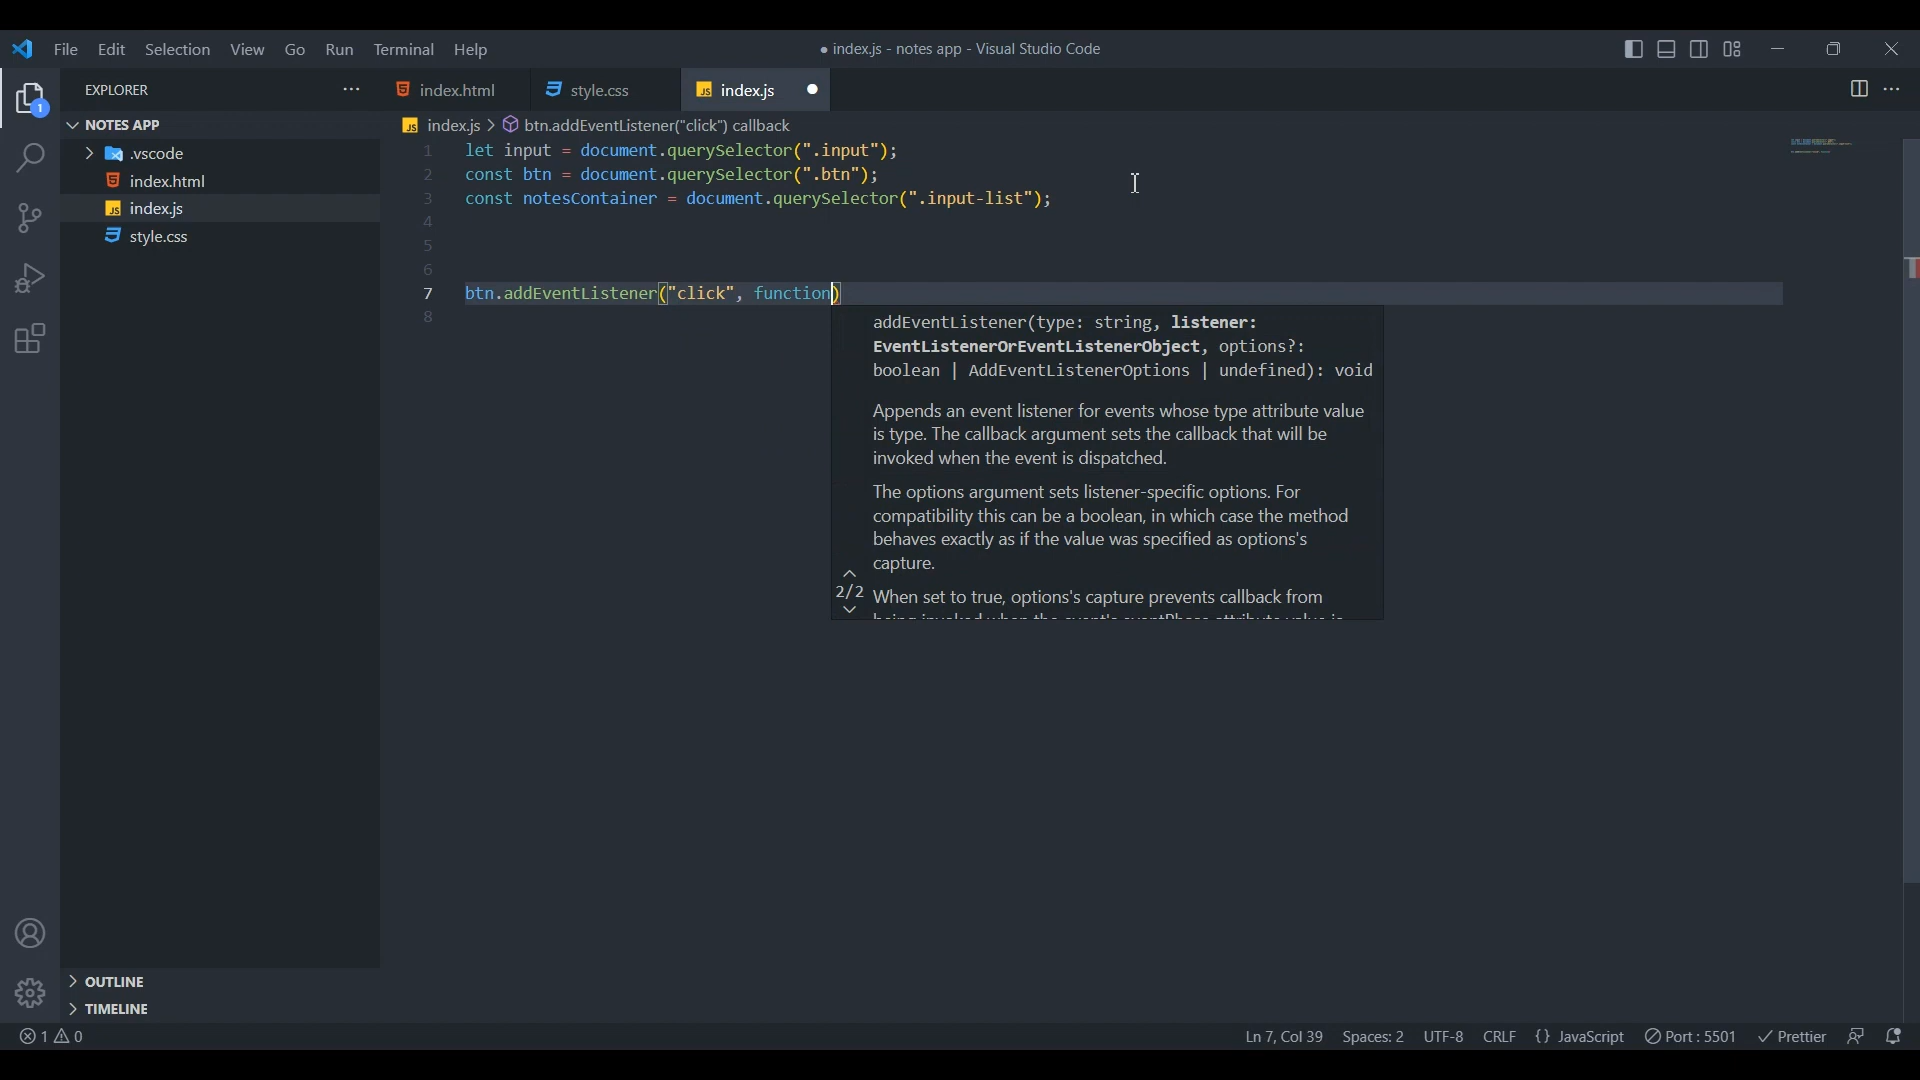 File Edit Selection View Go Run Terminal Help
● index.js - notes app - Visual Studio Code
1
EXPLORER
index.html
style.css
JS index.js
NOTES APP
JS index.js > btn.addEventListener("click") callback
.vscode
index.html
JS index.js
style.css
1 let input = document.querySelector(".input");
2 const btn = document.querySelector(".btn");
3 const notesContainer = document.querySelector(".input-list");
4
5
6
7 btn.addEventListener("click", function)
8
addEventListener(type: string, listener:
EventListenerOrEventListenerObject, options?:
boolean | AddEventListenerOptions | undefined): void
Appends an event listener for events whose type attribute value
is type. The callback argument sets the callback that will be
invoked when the event is dispatched.
The options argument sets listener-specific options. For
compatibility this can be a boolean, in which case the method
behaves exactly as if the value was specified as options's
capture.
2/2
When set to true, options's capture prevents callback from
OUTLINE
TIMELINE
1 0
Ln 7, Col 39 Spaces: 2 UTF-8 CRLF {} JavaScript Port : 5501 Prettier